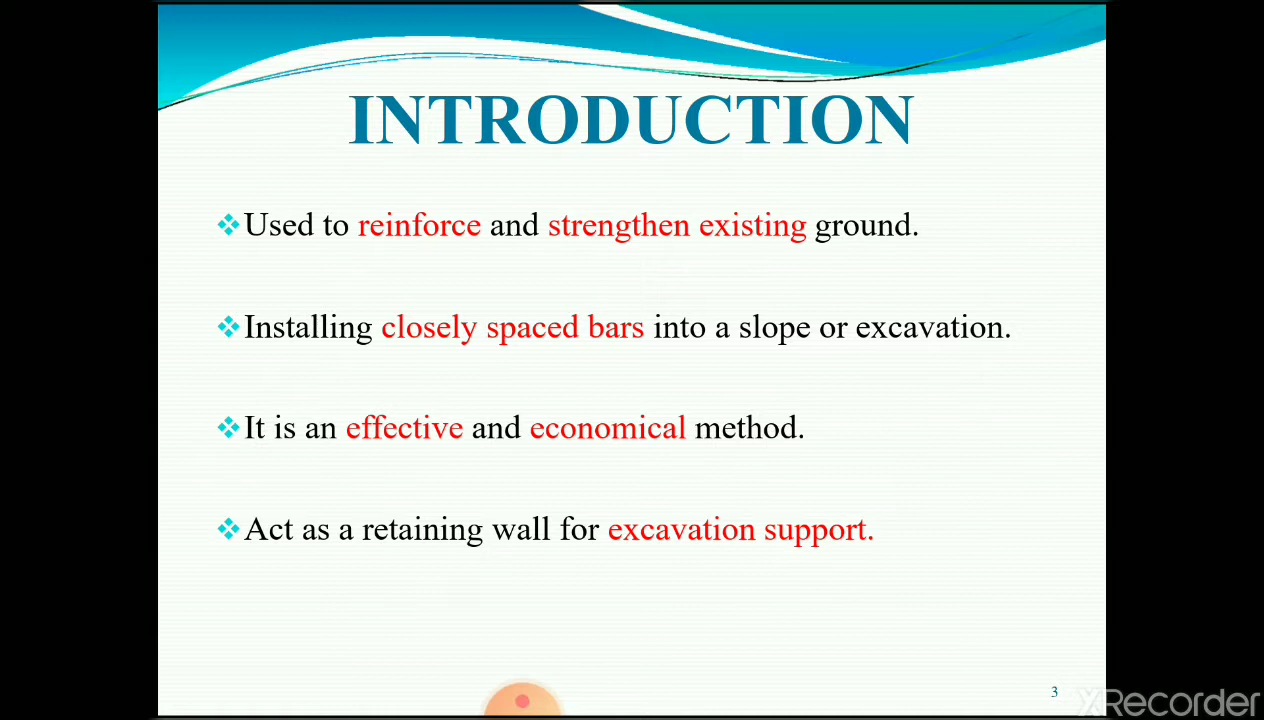 INTRODUCTION
Used to reinforce and strengthen existing ground.
Installing closely spaced bars into a slope or excavation.
It is an effective and economical method.
Act as a retaining wall for excavation support.
3
XRecorder